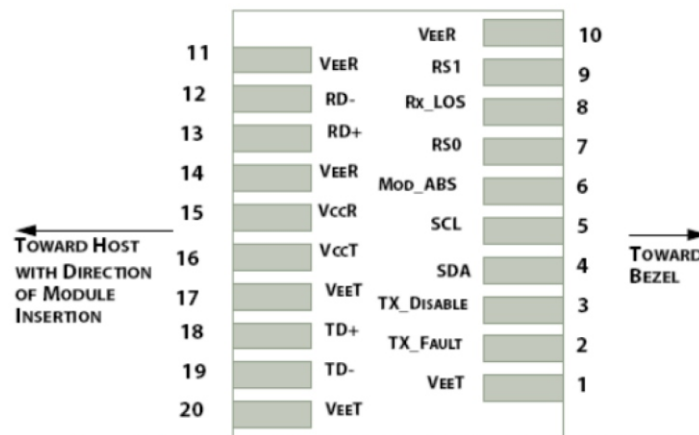 11 VEER
12 RD-
13 RD+
14 VEER
15 VCCR
16 VCCT
17 VEET
18 TD+
19 TD-
20 VEET
VEER 10
RS1 9
RX_LOS 8
RS0 7
MOD_ABS 6
SCL 5
SDA 4
TX_DISABLE 3
TX_FAULT 2
VEET 1
TOWARD HOST
WITH DIRECTION
OF MODULE
INSERTION
TOWARD
BEZEL